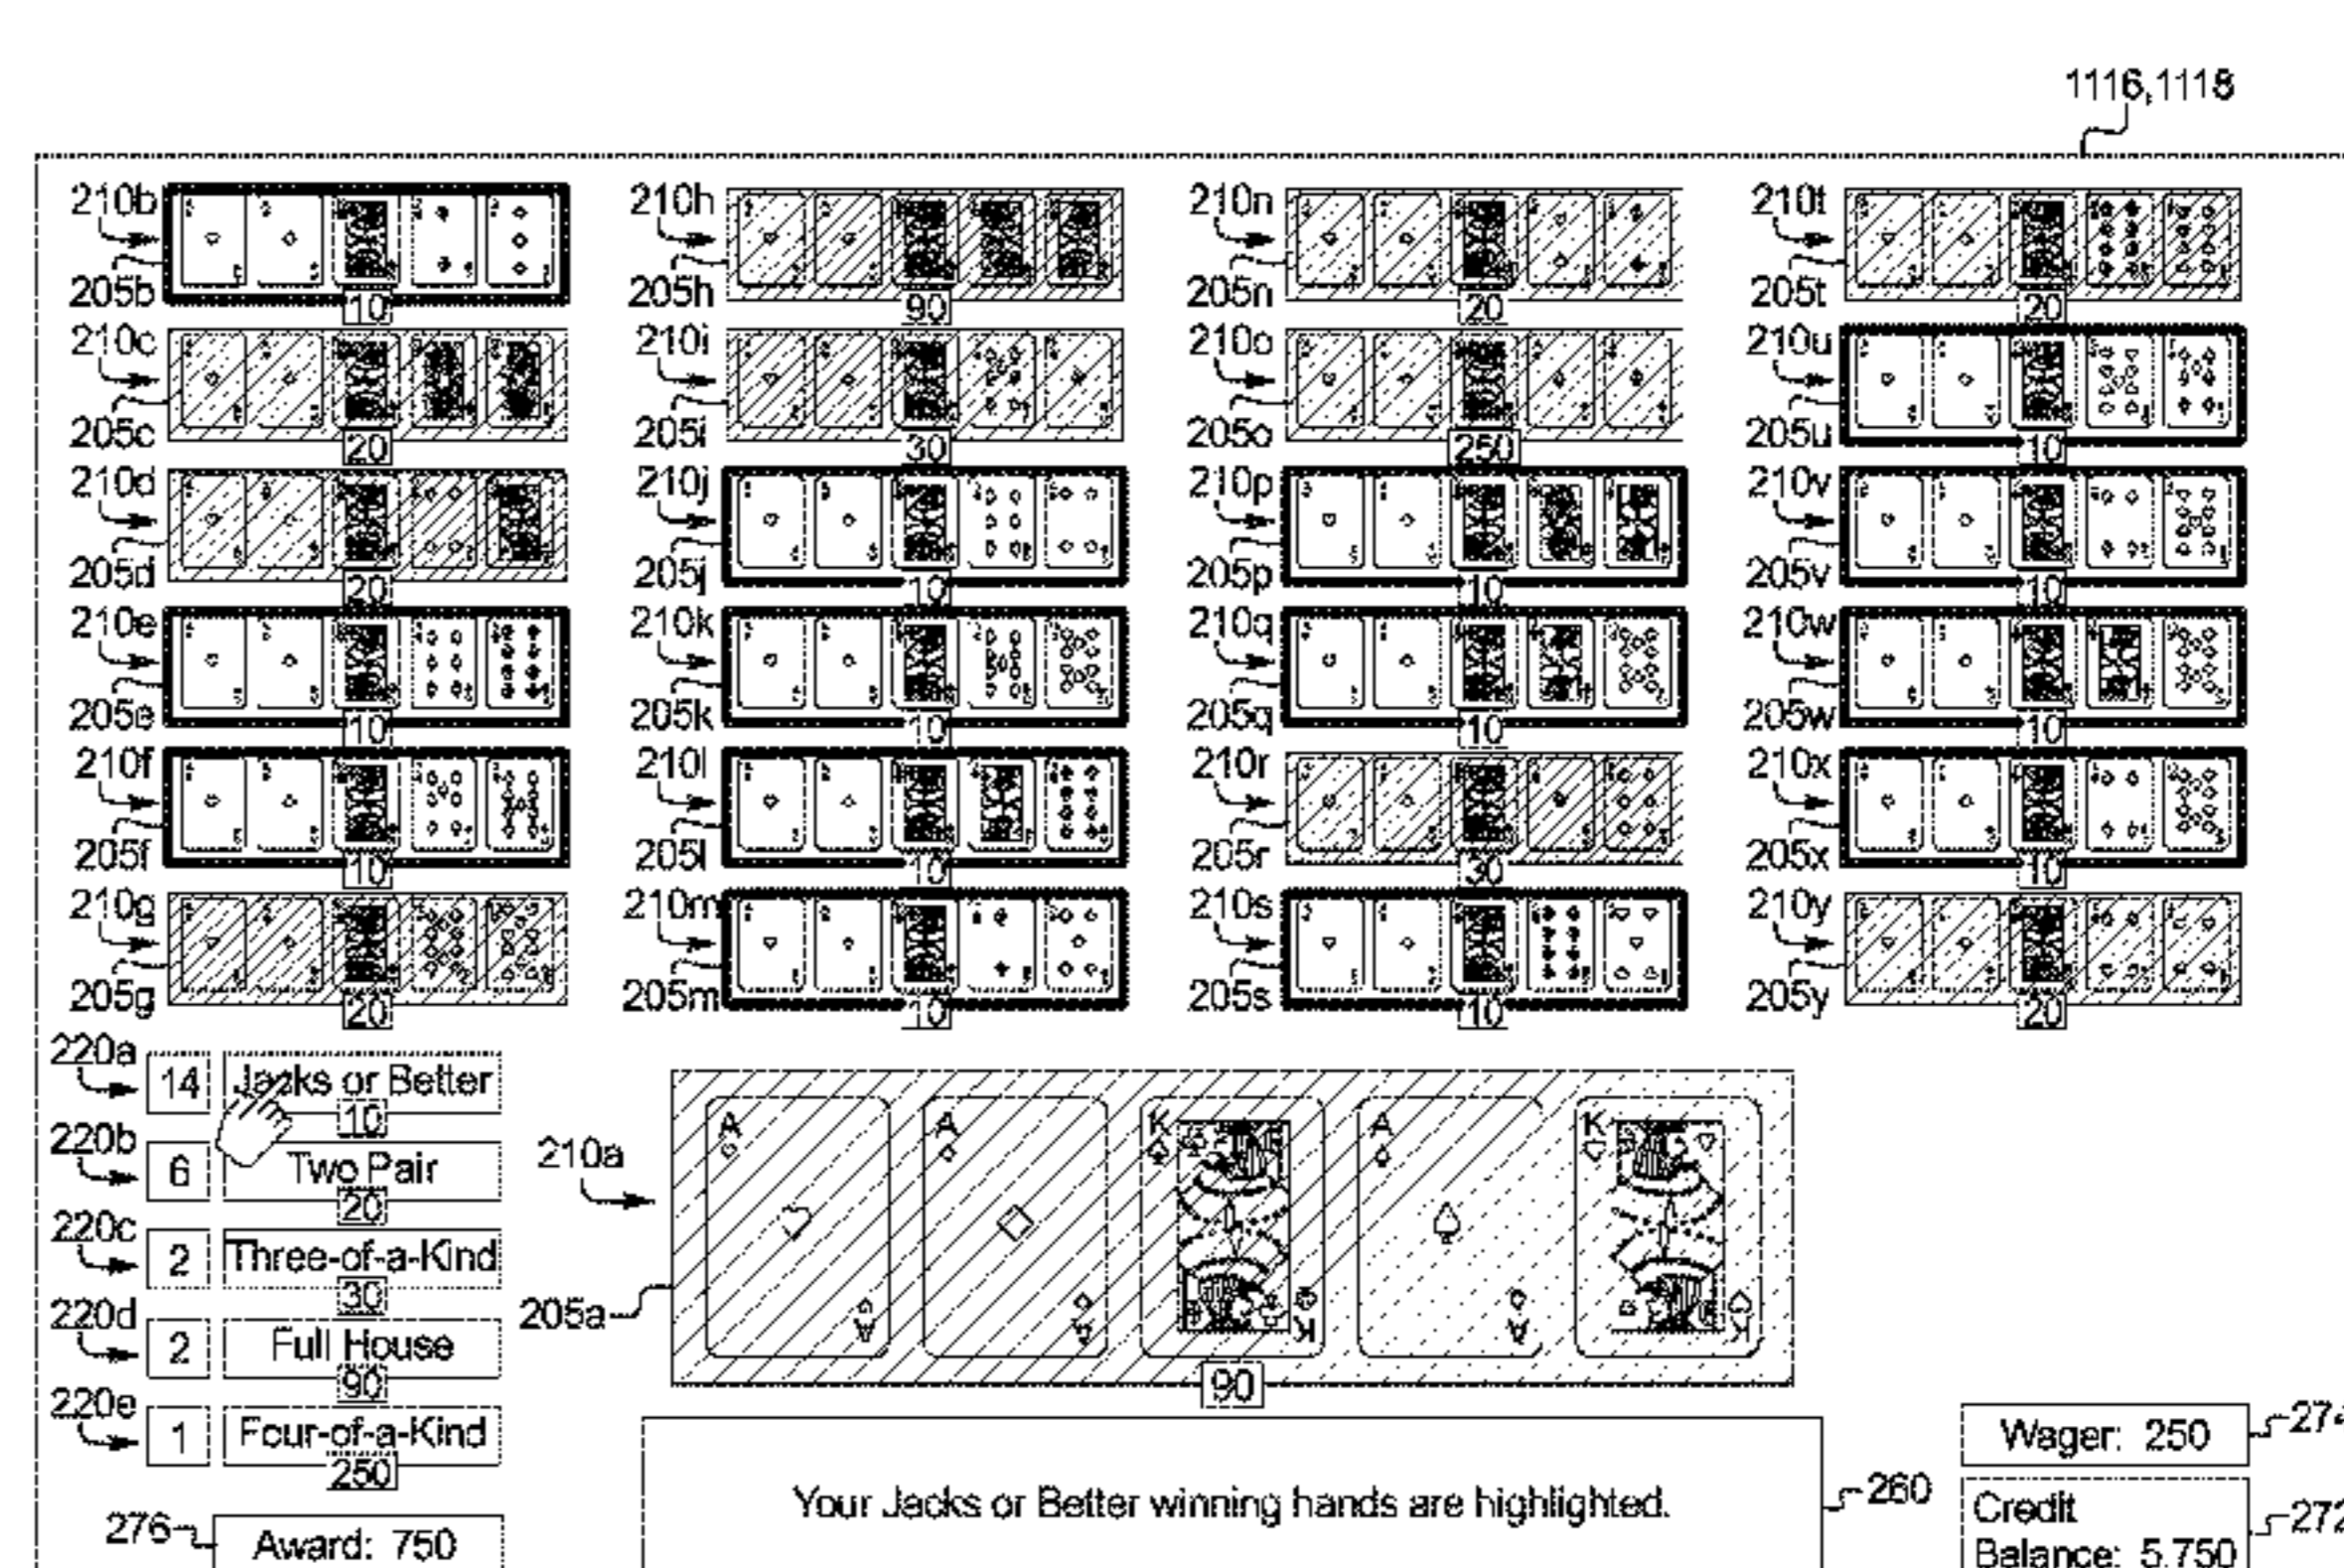 1116,1118
210b 210h 210n 210t
205b 205h 205n 205t
10 90 20 20
210c 210i 210o 210u
205c 205i 205o 205u
20 30 250 10
210d 210j 210p 210v
205d 205j 205p 205v
20 10 10 10
210e 210k 210q 210w
205e 205k 205q 205w
10 10 10 10
210f 210l 210r 210x
205f 205l 205r 205x
10 10 30 10
210g 210m 210s 210y
205g 205m 205s 205y
20 10 10 20
220a
14 Jacks or Better
10
220b
6 Two Pair
20
220c
2 Three-of-a-Kind
30
220d
2 Full House
90
220e
1 Four-of-a-Kind
250
276
Award: 750
210a
205a
A A K A K
A A K A K
90
Your Jacks or Better winning hands are highlighted.
260
Wager: 250
Credit
Balance: 5,750